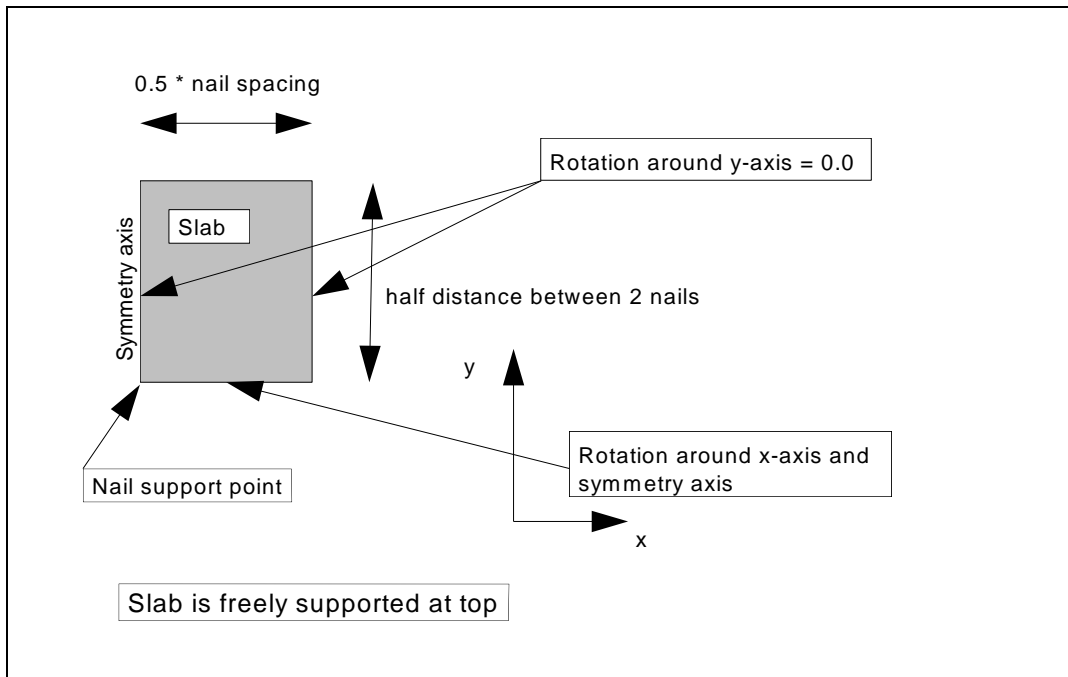 0.5 * nail spacing
Rotation around y-axis = 0.0
Slab
Symmetry axis
half distance between 2 nails
y
Rotation around x-axis and
symmetry axis
Nail support point
x
Slab is freely supported at top